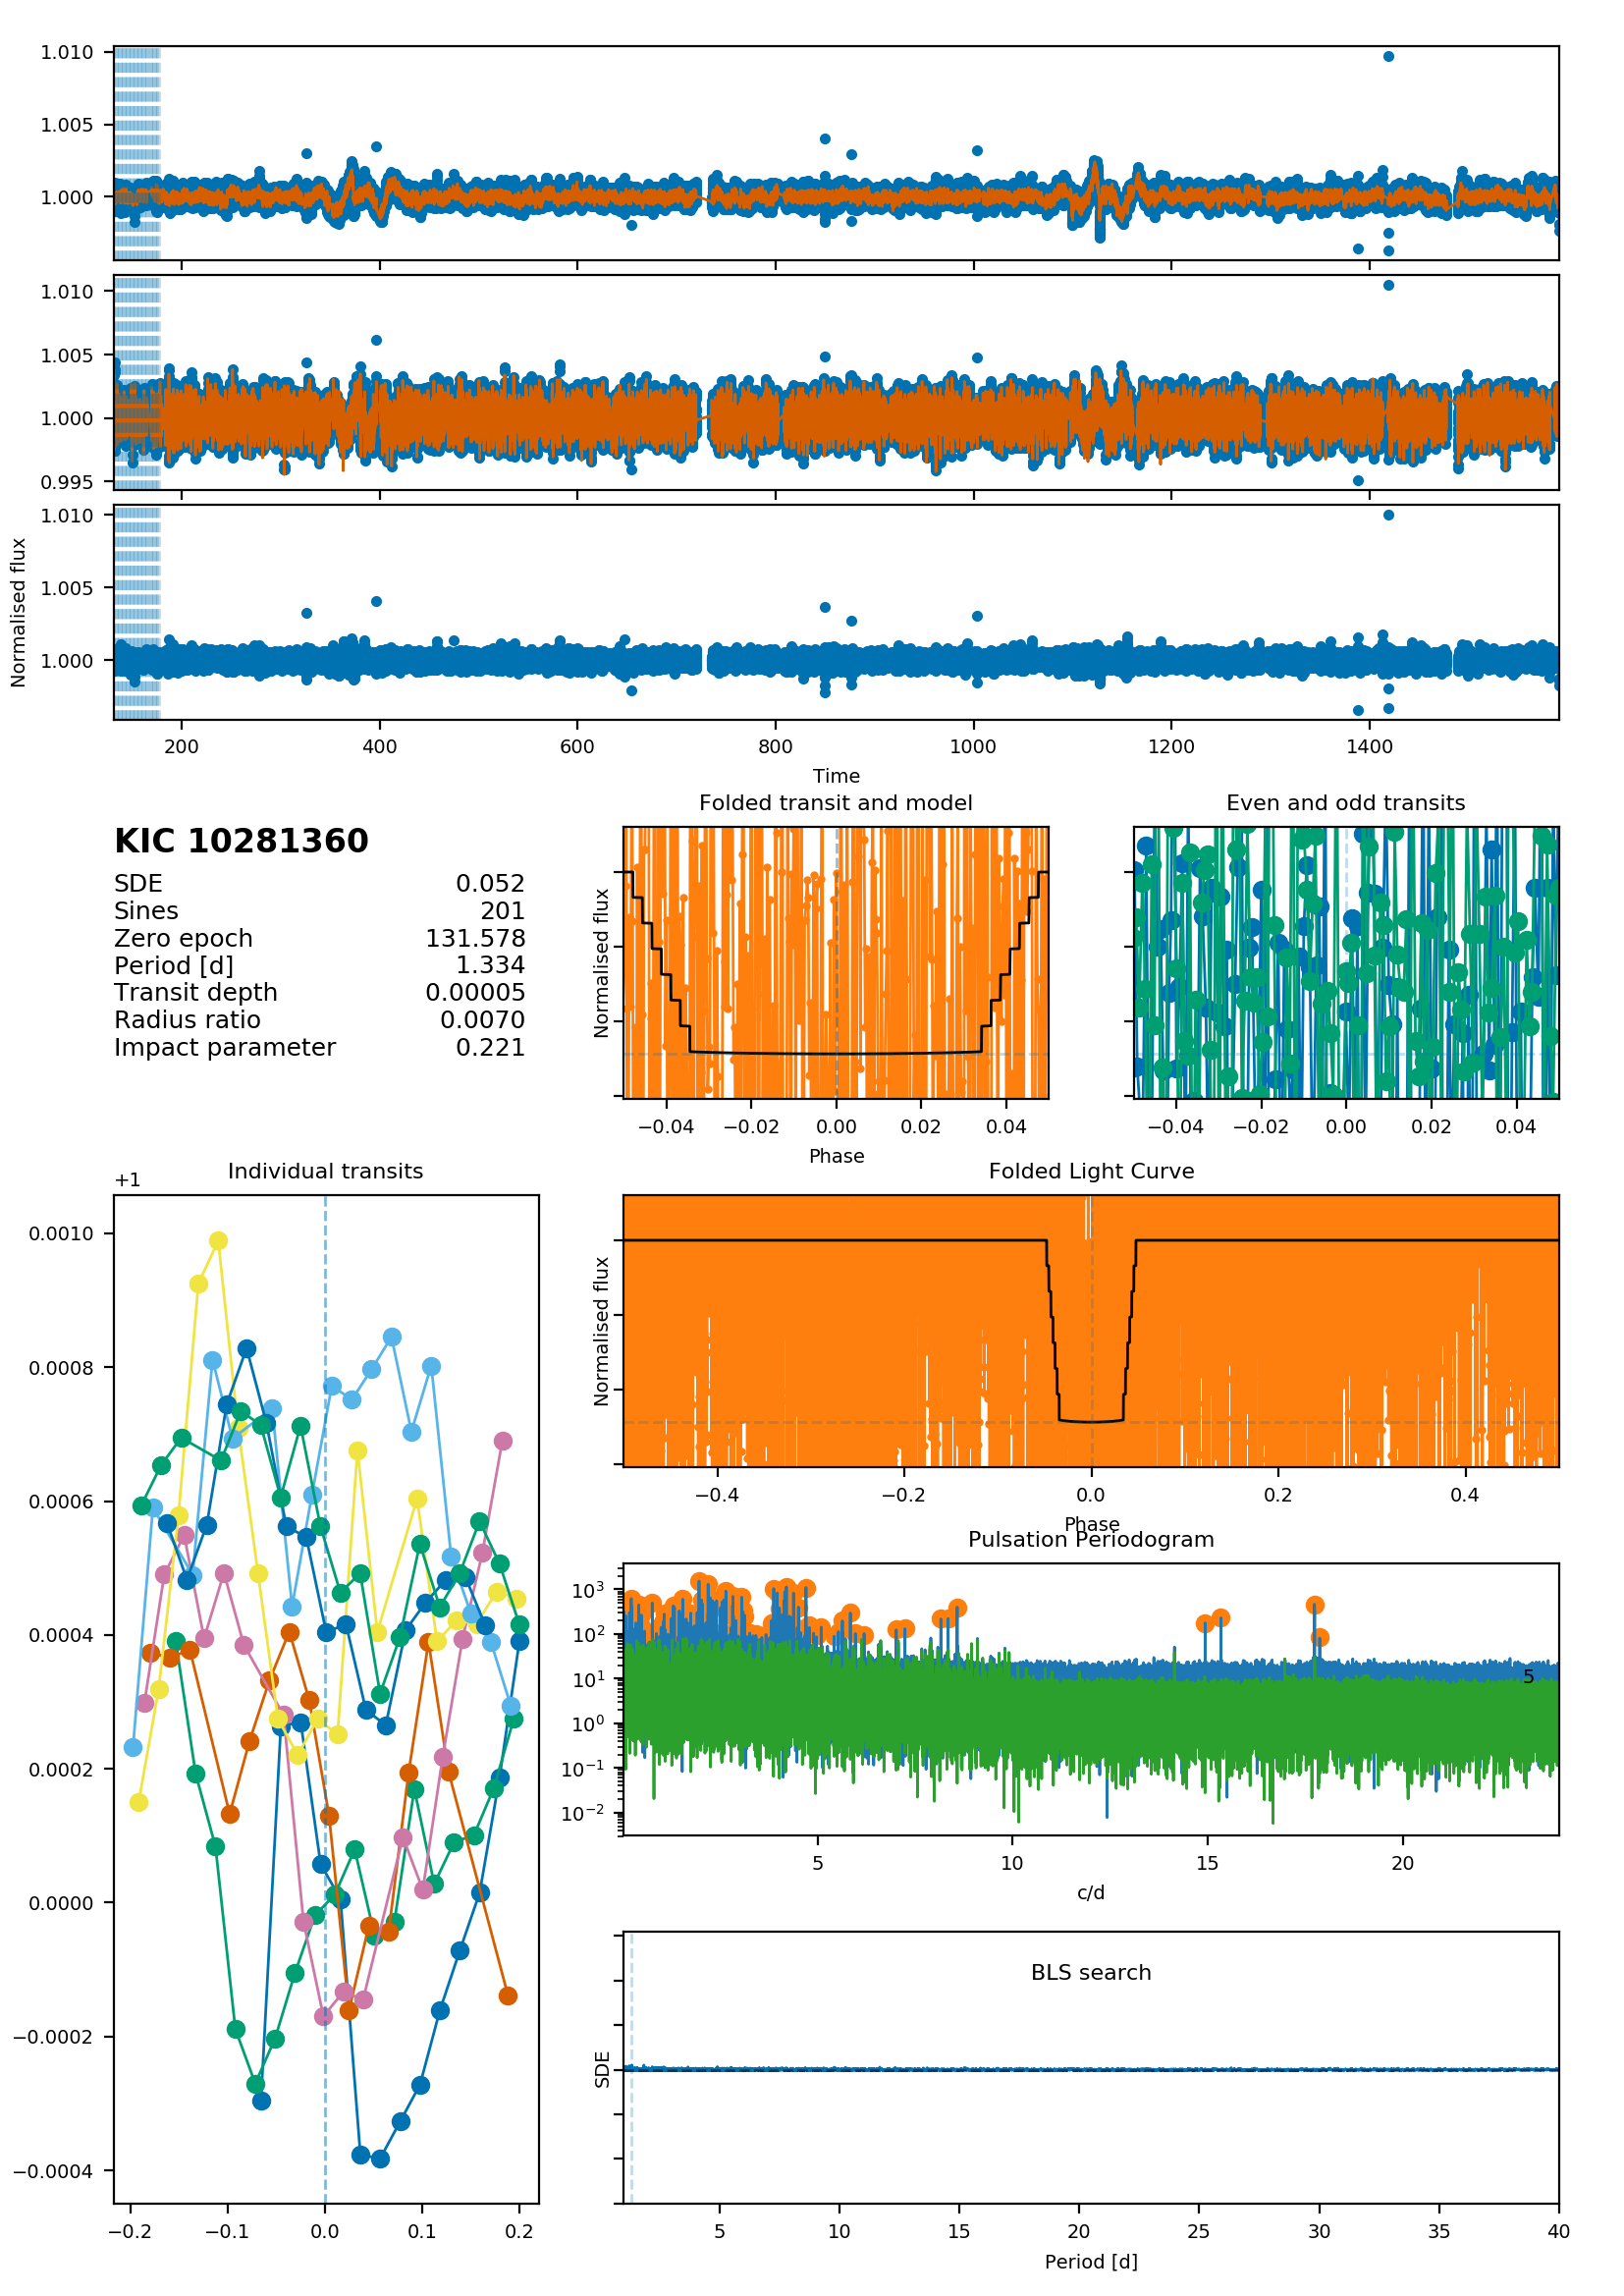 1.010
1.005
1.000
1.010
1.005
1.000
0.995
1.010
1.005
1.000
Normalised flux
200 400 600 800 1000 1200 1400
Time
KIC 10281360
SDE 0.052
Sines 201
Zero epoch 131.578
Period [d] 1.334
Transit depth 0.00005
Radius ratio 0.0070
Impact parameter 0.221
Folded transit and model
Normalised flux
−0.04 −0.02 0.00 0.02 0.04
Phase
Even and odd transits
−0.04 −0.02 0.00 0.02 0.04
Individual transits
+1
0.0010
0.0008
0.0006
0.0004
0.0002
0.0000
−0.0002
−0.0004
−0.2 −0.1 0.0 0.1 0.2
Folded Light Curve
Normalised flux
−0.4 −0.2 0.0 0.2 0.4
Phase
Pulsation Periodogram
10³
10²
10¹
10⁰
10⁻¹
10⁻²
5
5 10 15 20
c/d
BLS search
SDE
5 10 15 20 25 30 35 40
Period [d]